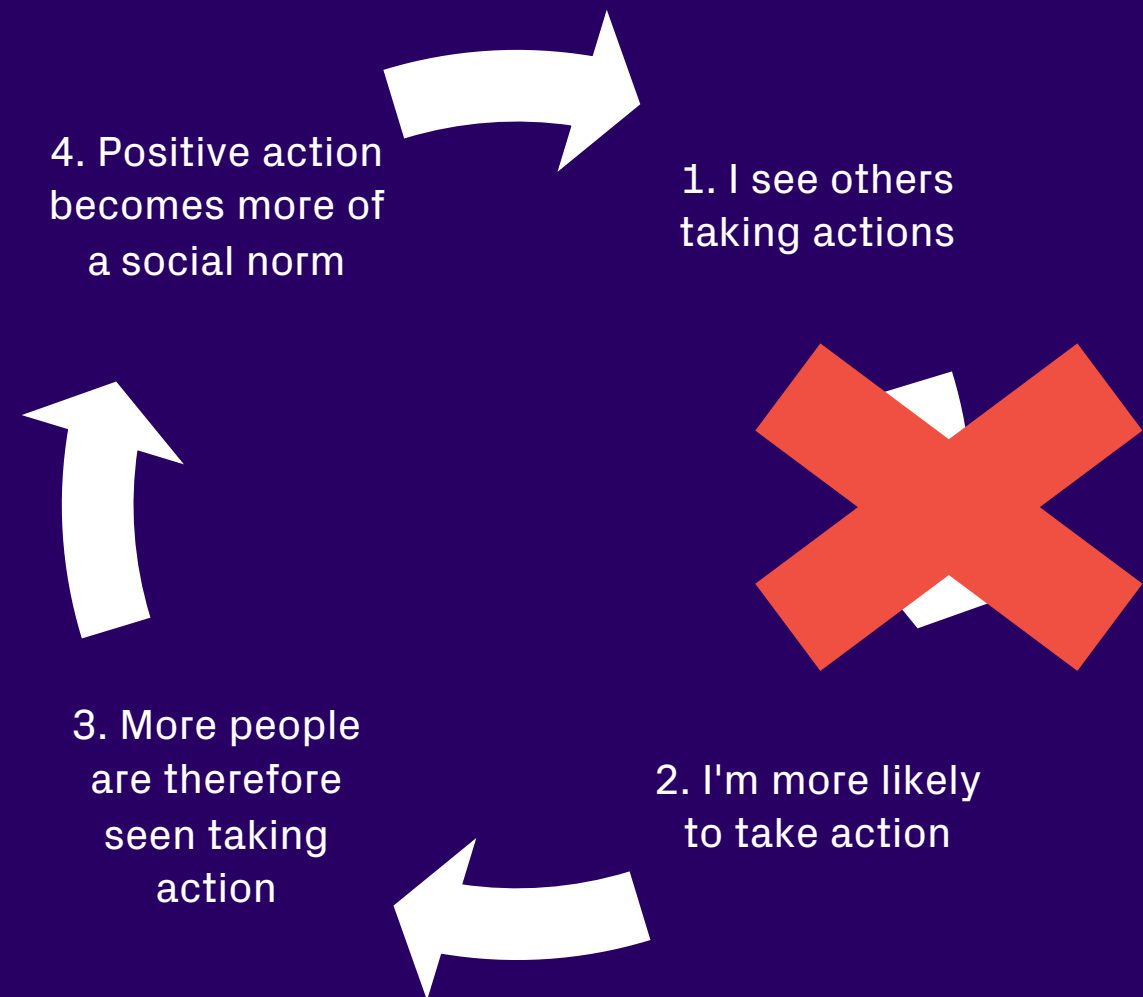 1. I see others
taking actions
2. I'm more likely
to take action
3. More people
are therefore
seen taking
action
4. Positive action
becomes more of
a social norm